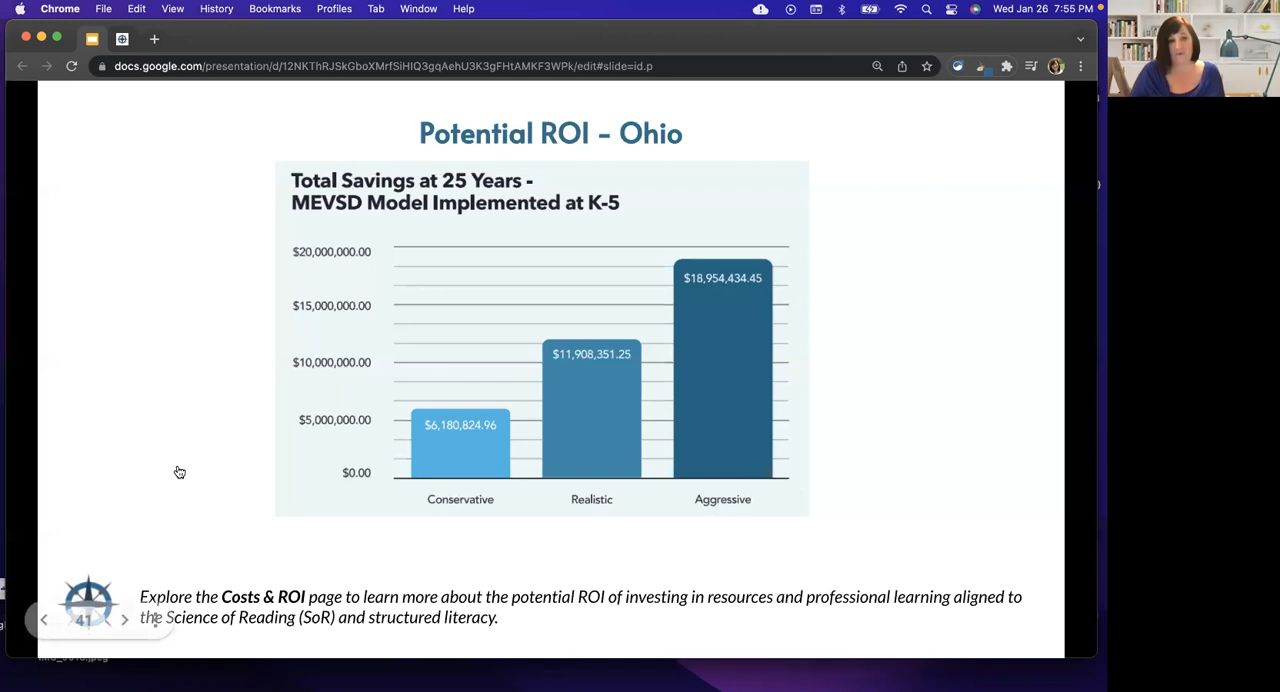 Chrome File Edit View History Bookmarks Profiles Tab Window Help Wed Jan 26 7:55 PM
docs.google.com/presentation/d/12NKThRJSkGboXMrfSiHIQ3gqAehU3K3gFHtAMKF3WPk/edit#slide=id.p
Potential ROI - Ohio
Total Savings at 25 Years -
MEVSD Model Implemented at K-5
$20,000,000.00
$18,954,434.45
$15,000,000.00
$11,908,351.25
$10,000,000.00
$5,000,000.00
$6,180,824.96
$0.00
Conservative Realistic Aggressive
Explore the Costs & ROI page to learn more about the potential ROI of investing in resources and professional learning aligned to
the Science of Reading (SoR) and structured literacy.
41